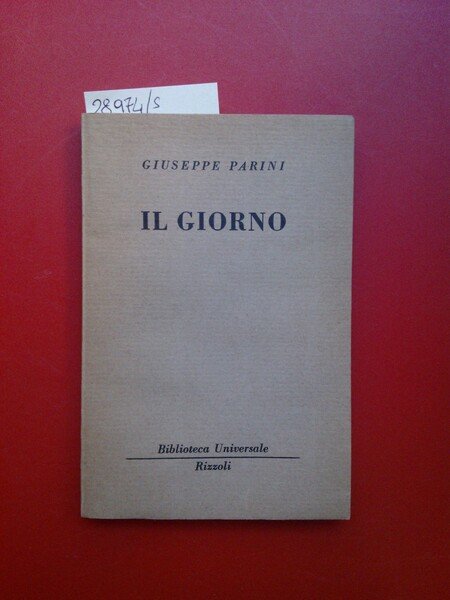 28974/s
GIUSEPPE PARINI
IL GIORNO
Biblioteca Universale
Rizzoli